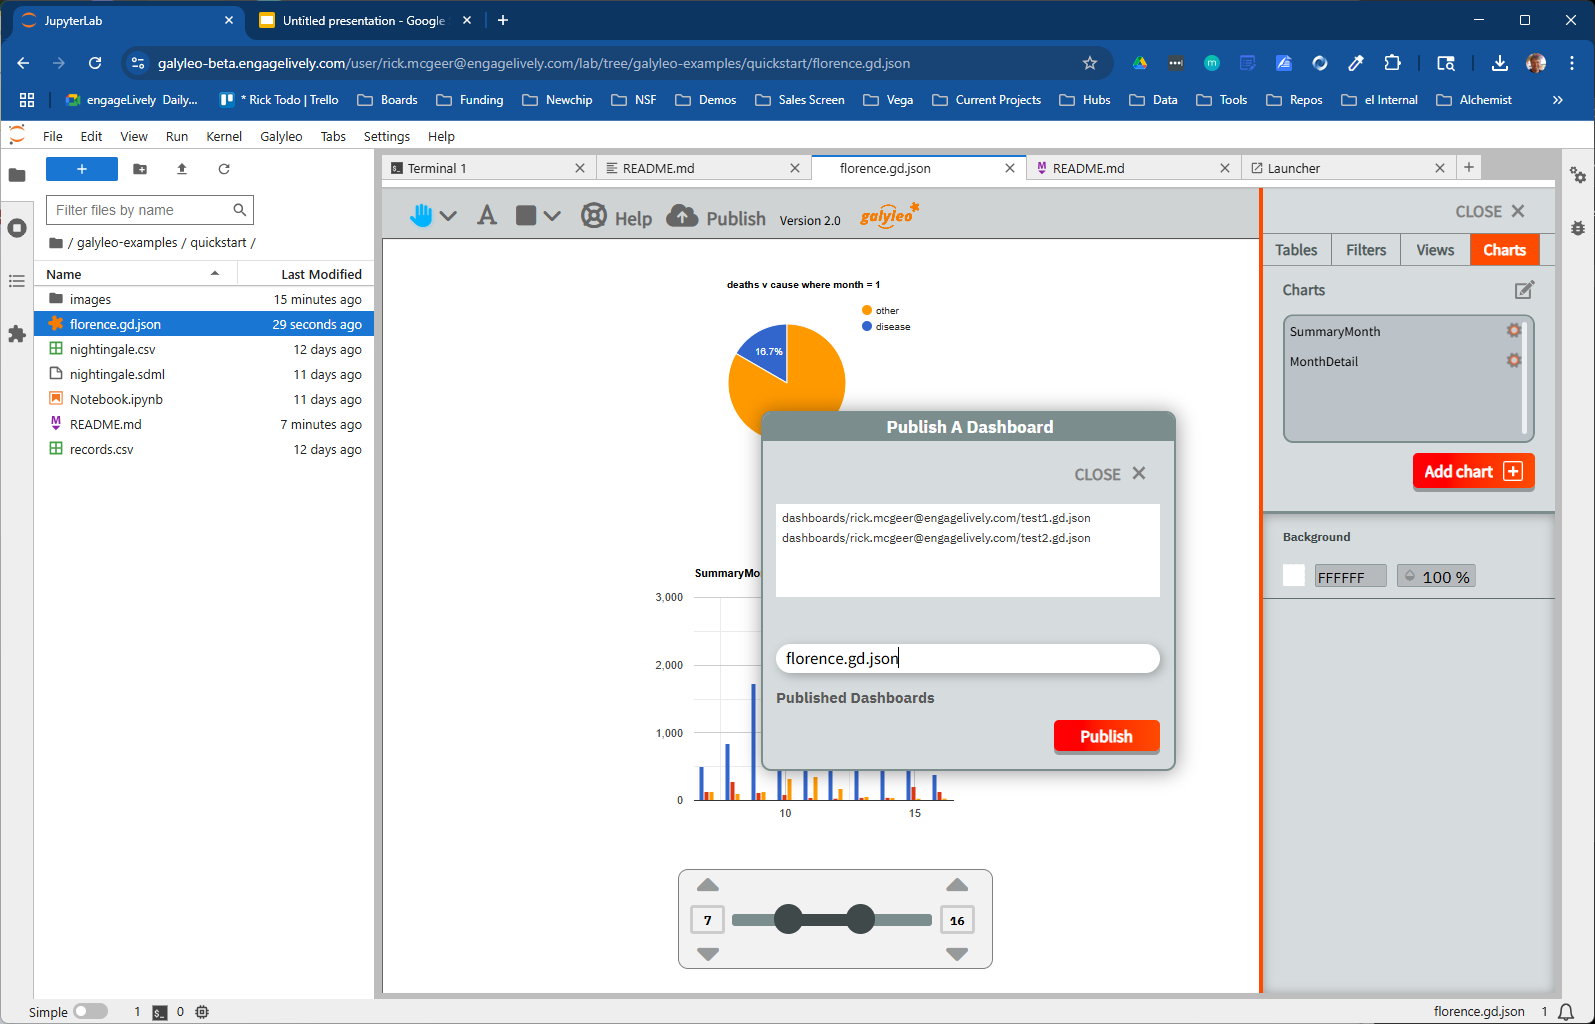 JupyterLab
Untitled presentation - Google
galyleo-beta.engagelively.com/user/rick.mcgeer@engagelively.com/lab/tree/galyleo-examples/quickstart/florence.gd.json
engageLively Daily...
* Rick Todo | Trello
Boards
Funding
Newchip
NSF
Demos
Sales Screen
Vega
Current Projects
Hubs
Data
Tools
Repos
el Internal
Alchemist
File Edit View Run Kernel Galyleo Tabs Settings Help
Terminal 1
README.md
florence.gd.json
README.md
Launcher
Filter files by name
/ galyleo-examples / quickstart /
Name Last Modified
images 15 minutes ago
florence.gd.json 29 seconds ago
nightingale.csv 12 days ago
nightingale.sdml 11 days ago
Notebook.ipynb 11 days ago
README.md 7 minutes ago
records.csv 12 days ago
A Help Publish Version 2.0 galyleo
deaths v cause where month = 1
other
disease
16.7%
SummaryMo
3,000
2,000
1,000
0
10 15
7 16
Publish A Dashboard
CLOSE
dashboards/rick.mcgeer@engagelively.com/test1.gd.json
dashboards/rick.mcgeer@engagelively.com/test2.gd.json
florence.gd.json
Published Dashboards
Publish
CLOSE
Tables Filters Views Charts
Charts
SummaryMonth
MonthDetail
Add chart
Background
FFFFFF 100 %
Simple 1 0
florence.gd.json 1